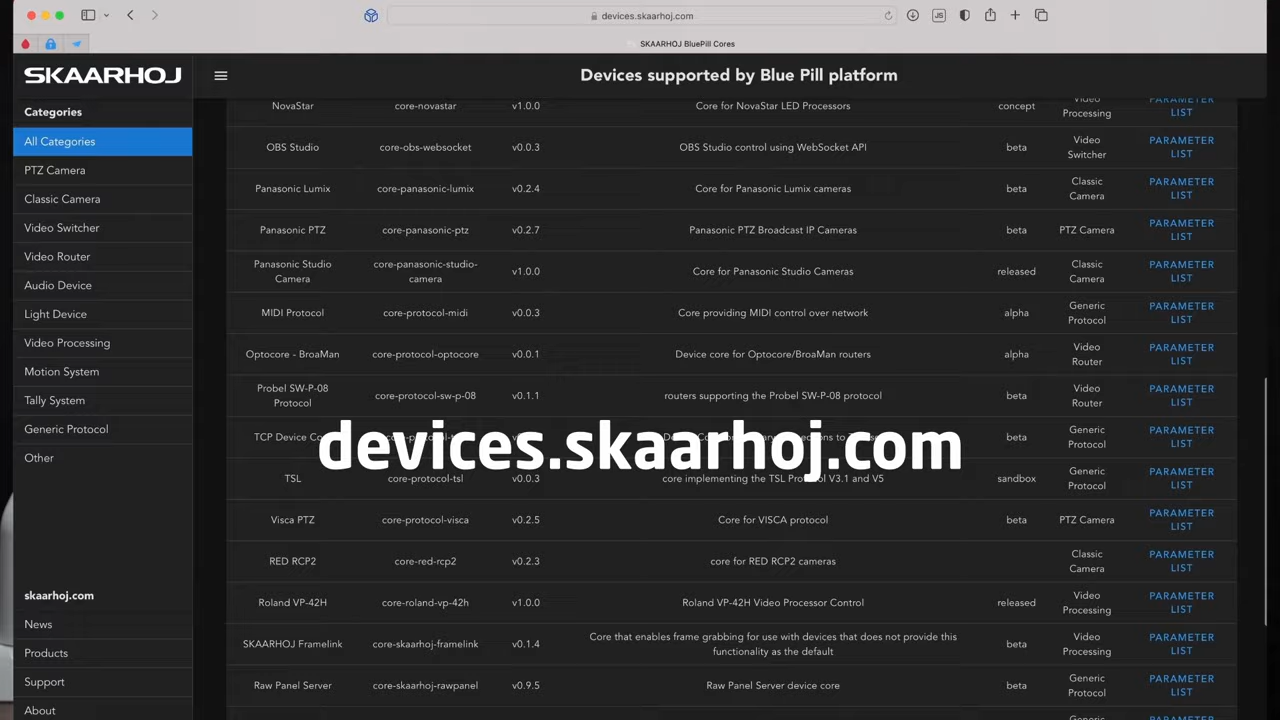 devices.skaarhoj.com
SKAARHOJ BluePill Cores
SKAARHOJ
Devices supported by Blue Pill platform
Categories
All Categories
PTZ Camera
Classic Camera
Video Switcher
Video Router
Audio Device
Light Device
Video Processing
Motion System
Tally System
Generic Protocol
Other
skaarhoj.com
News
Products
Support
About
NovaStar core-novastar v1.0.0 Core for NovaStar LED Processors concept Video Processing PARAMETER LIST
OBS Studio core-obs-websocket v0.0.3 OBS Studio control using WebSocket API beta Video Switcher PARAMETER LIST
Panasonic Lumix core-panasonic-lumix v0.2.4 Core for Panasonic Lumix cameras beta Classic Camera PARAMETER LIST
Panasonic PTZ core-panasonic-ptz v0.2.7 Panasonic PTZ Broadcast IP Cameras beta PTZ Camera PARAMETER LIST
Panasonic Studio Camera core-panasonic-studio-camera v1.0.0 Core for Panasonic Studio Cameras released Classic Camera PARAMETER LIST
MIDI Protocol core-protocol-midi v0.0.3 Core providing MIDI control over network alpha Generic Protocol PARAMETER LIST
Optocore - BroaMan core-protocol-optocore v0.0.1 Device core for Optocore/BroaMan routers alpha Video Router PARAMETER LIST
Probel SW-P-08 Protocol core-protocol-sw-p-08 v0.1.1 routers supporting the Probel SW-P-08 protocol beta Video Router PARAMETER LIST
TCP Device beta Generic Protocol PARAMETER LIST
devices.skaarhoj.com
TSL core-protocol-tsl v0.0.3 core implementing the TSL V3.1 and V5 sandbox Generic Protocol PARAMETER LIST
Visca PTZ core-protocol-visca v0.2.5 Core for VISCA protocol beta PTZ Camera PARAMETER LIST
RED RCP2 core-red-rcp2 v0.2.3 core for RED RCP2 cameras Classic Camera PARAMETER LIST
Roland VP-42H core-roland-vp-42h v1.0.0 Roland VP-42H Video Processor Control released Video Processing PARAMETER LIST
SKAARHOJ Framelink core-skaarhoj-framelink v0.1.4 Core that enables frame grabbing for use with devices that does not provide this functionality as the default beta Video Processing PARAMETER LIST
Raw Panel Server core-skaarhoj-rawpanel v0.9.5 Raw Panel Server device core beta Generic Protocol PARAMETER LIST